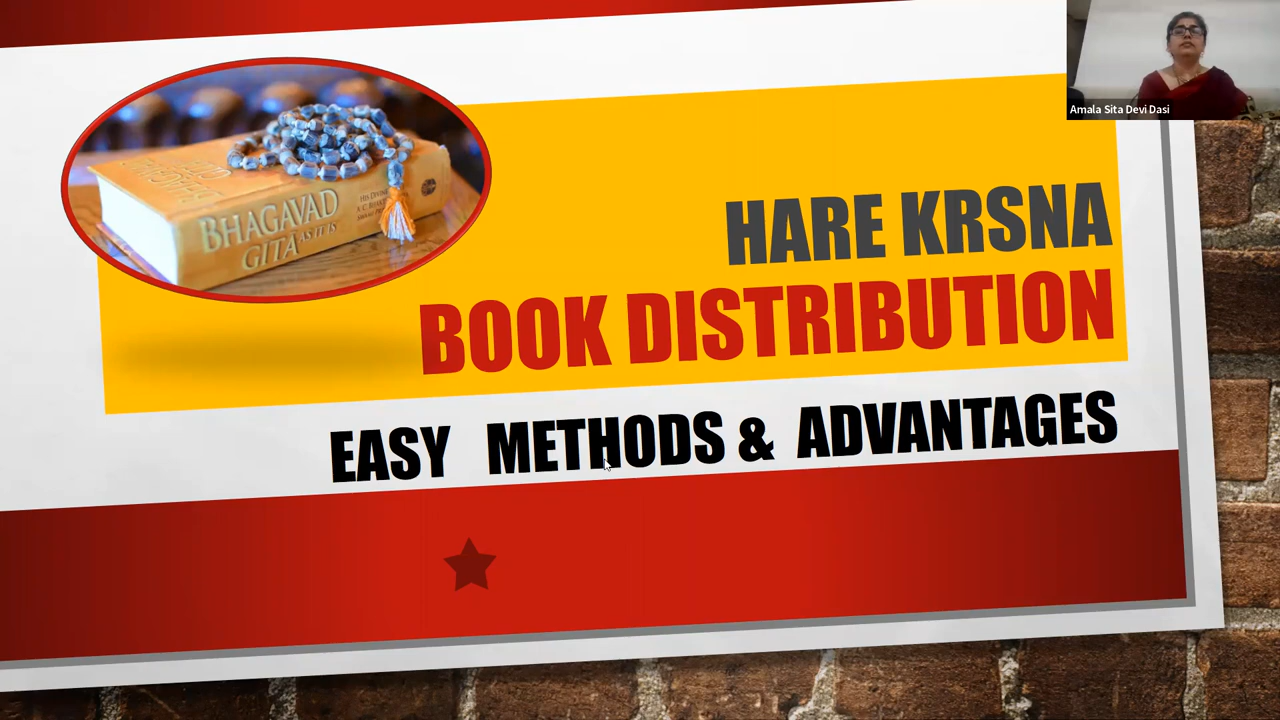 Amala Sita Devi Dasi
BHAGAVAD
GITA AS IT IS
HARE KRSNA
BOOK DISTRIBUTION
EASY METHODS & ADVANTAGES